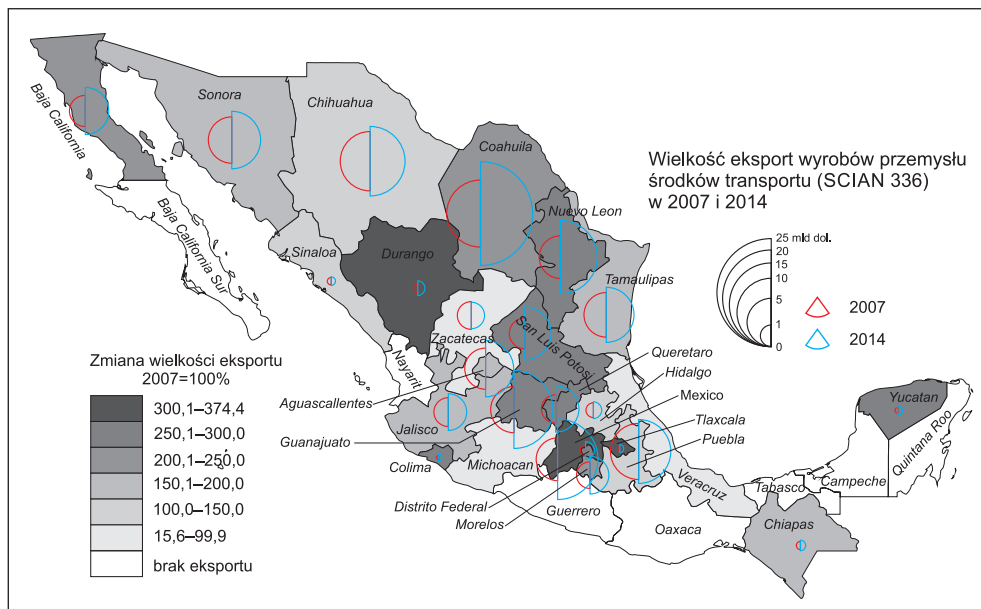 Wielkość eksport wyrobów przemysłu
środków transportu (SCIAN 336)
w 2007 i 2014
25 mld dol.
20
15
10
5
1
0
2007
2014
Zmiana wielkości eksportu
2007=100%
300,1–374,4
250,1–300,0
200,1–250,0
150,1–200,0
100,0–150,0
15,6–99,9
brak eksportu
Baja California
Baja California Sur
Sonora
Chihuahua
Coahuila
Nuevo Leon
Tamaulipas
Sinaloa
Durango
Zacatecas
San Luis Potosi
Nayarit
Aguascallentes
Jalisco
Guanajuato
Colima
Michoacan
Queretaro
Hidalgo
Mexico
Tlaxcala
Puebla
Distrito Federal
Morelos
Guerrero
Veracruz
Oaxaca
Tabasco
Campeche
Chiapas
Yucatan
Quintana Roo